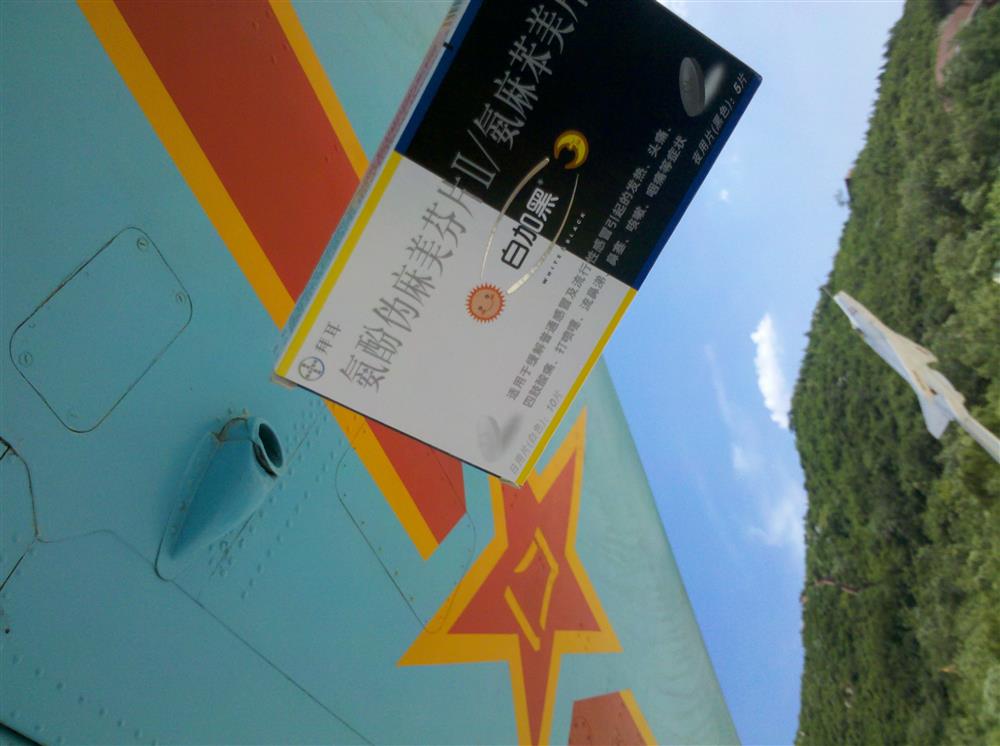 氨酚伪麻美芬片Ⅱ/氨麻苯美片
白加黑®
WHITE BLACK
适用于缓解普通感冒及流行性感冒引起的发热、头痛、
四肢酸痛、打喷嚏、流鼻涕、鼻塞、咳嗽、咽痛等症状
日用片(白色): 10片
夜用片(黑色): 5片
拜耳
八一